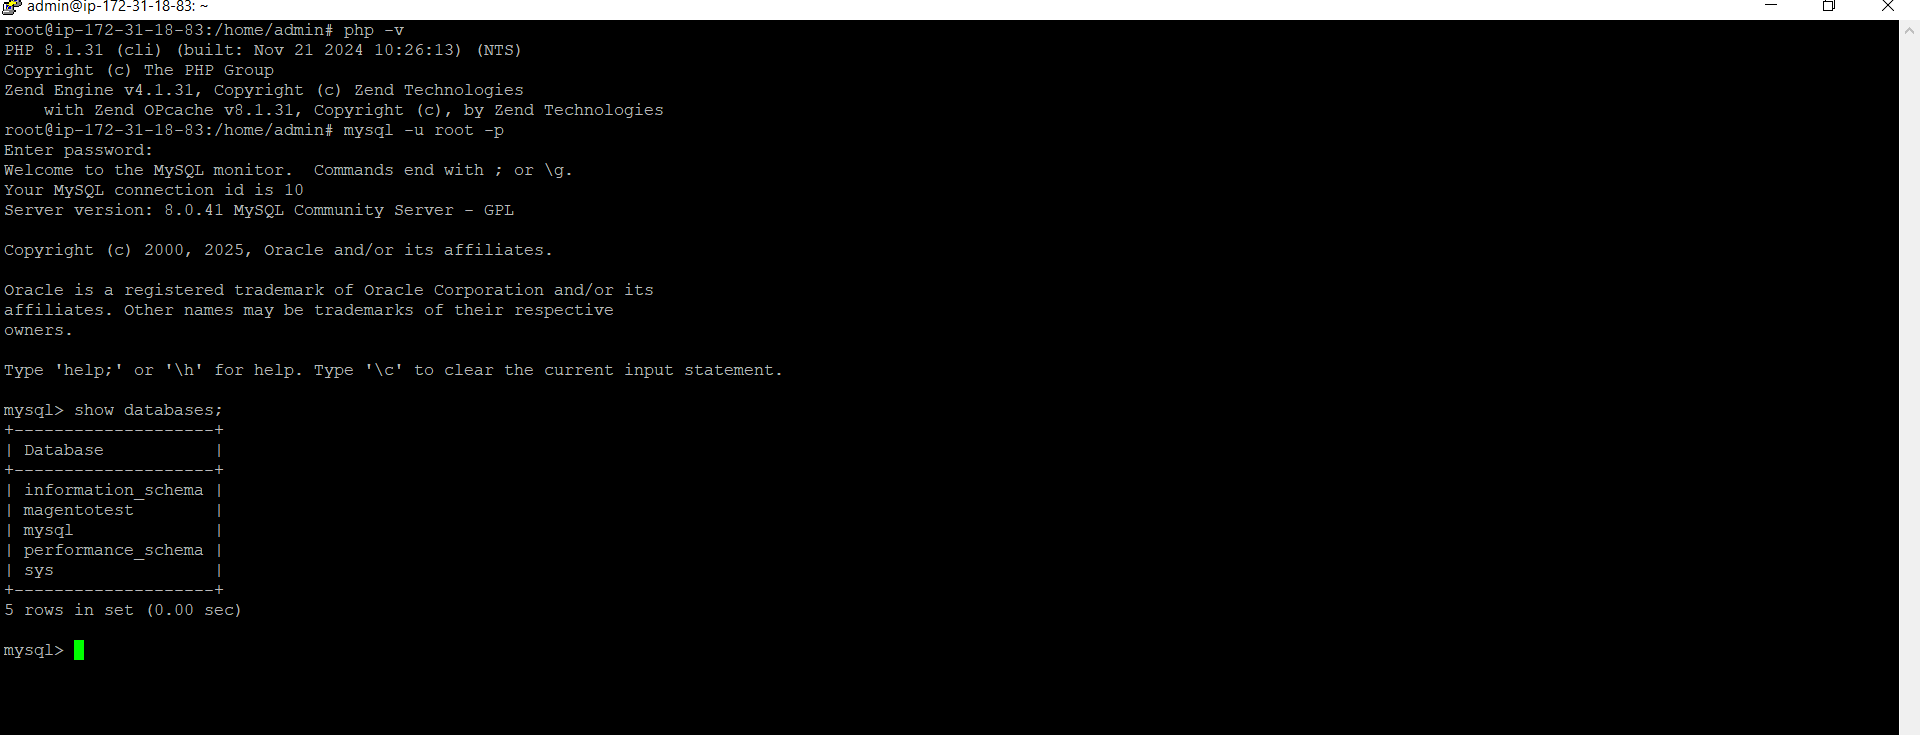 admin@ip-172-31-18-83: ~
root@ip-172-31-18-83:/home/admin# php -v
PHP 8.1.31 (cli) (built: Nov 21 2024 10:26:13) (NTS)
Copyright (c) The PHP Group
Zend Engine v4.1.31, Copyright (c) Zend Technologies
    with Zend OPcache v8.1.31, Copyright (c), by Zend Technologies
root@ip-172-31-18-83:/home/admin# mysql -u root -p
Enter password:
Welcome to the MySQL monitor.  Commands end with ; or \g.
Your MySQL connection id is 10
Server version: 8.0.41 MySQL Community Server - GPL

Copyright (c) 2000, 2025, Oracle and/or its affiliates.

Oracle is a registered trademark of Oracle Corporation and/or its
affiliates. Other names may be trademarks of their respective
owners.

Type 'help;' or '\h' for help. Type '\c' to clear the current input statement.

mysql> show databases;
+--------------------+
| Database           |
+--------------------+
| information_schema |
| magentotest        |
| mysql              |
| performance_schema |
| sys                |
+--------------------+
5 rows in set (0.00 sec)

mysql>